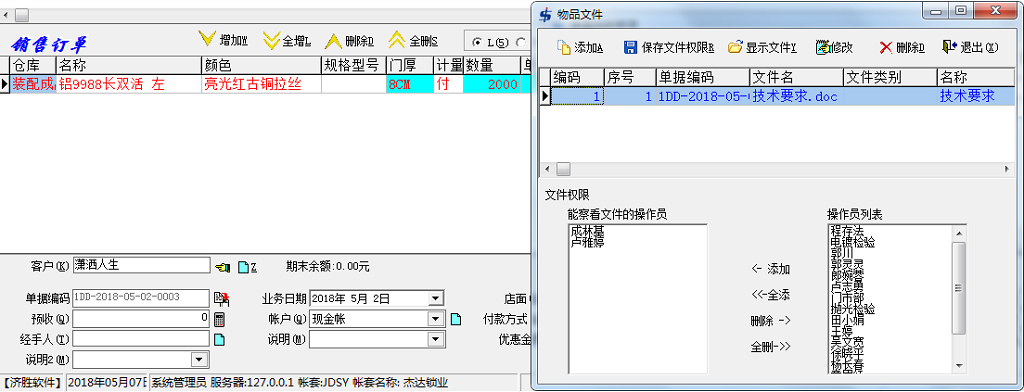 销售订单
增加W
全增L
删除D
全删S
L(S)
仓库 名称 颜色 规格型号 门厚 计量 数量
装配成 铝9988长双活 左 亮光红古铜拉丝 8CM 付 2000
客户(K) 潇洒人生 Z 期末余额:0.00元
单据编码 1DD-2018-05-02-0003 业务日期 2018年 5月 2日 店面
预收(Q) 0 帐户(Q) 现金帐 付款方式
经手人(T) 说明(M) 优惠金
说明2(M)
【济胜软件】 2018年05月07日 系统管理员 服务器:127.0.0.1 帐套:JDSY 帐套名称: 杰达锁业
物品文件
添加A
保存文件权限B
显示文件Y
修改
删除D
退出(X)
编码 序号 单据编码 文件名 文件类别 名称
1 1 1DD-2018-05- 技术要求.doc 技术要求
文件权限
能察看文件的操作员
成林基
卢雅婷
<- 添加
<<-全添
删除 ->
全删->>
操作员列表
程存法
电镀检验
郭川
郭灵灵
郎婉蓉
卢志勇
门市部
抛光检验
田小娟
王婷
吴文宽
徐晓平
杨长春